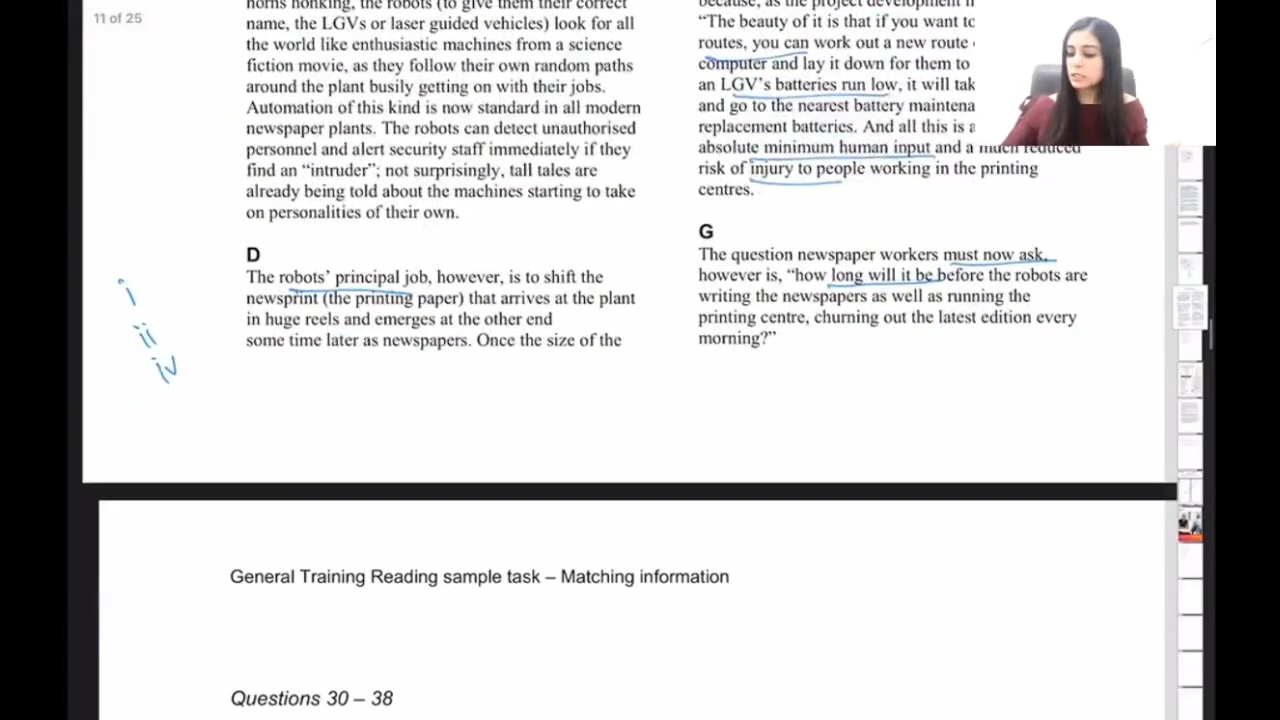 11 of 25
horns honking, the robots (to give them their correct
name, the LGVs or laser guided vehicles) look for all
the world like enthusiastic machines from a science
fiction movie, as they follow their own random paths
around the plant busily getting on with their jobs.
Automation of this kind is now standard in all modern
newspaper plants. The robots can detect unauthorised
personnel and alert security staff immediately if they
find an “intruder”; not surprisingly, tall tales are
already being told about the machines starting to take
on personalities of their own.
D
The robots’ principal job, however, is to shift the
newsprint (the printing paper) that arrives at the plant
in huge reels and emerges at the other end
some time later as newspapers. Once the size of the
i
ii
iv
because, as the project development
“The beauty of it is that if you want to
routes, you can work out a new route
computer and lay it down for them to
an LGV’s batteries run low, it will tak
and go to the nearest battery maintena
replacement batteries. And all this is a
absolute minimum human input and a much reduced
risk of injury to people working in the printing
centres.
G
The question newspaper workers must now ask,
however is, “how long will it be before the robots are
writing the newspapers as well as running the
printing centre, churning out the latest edition every
morning?”
General Training Reading sample task – Matching information
Questions 30 – 38